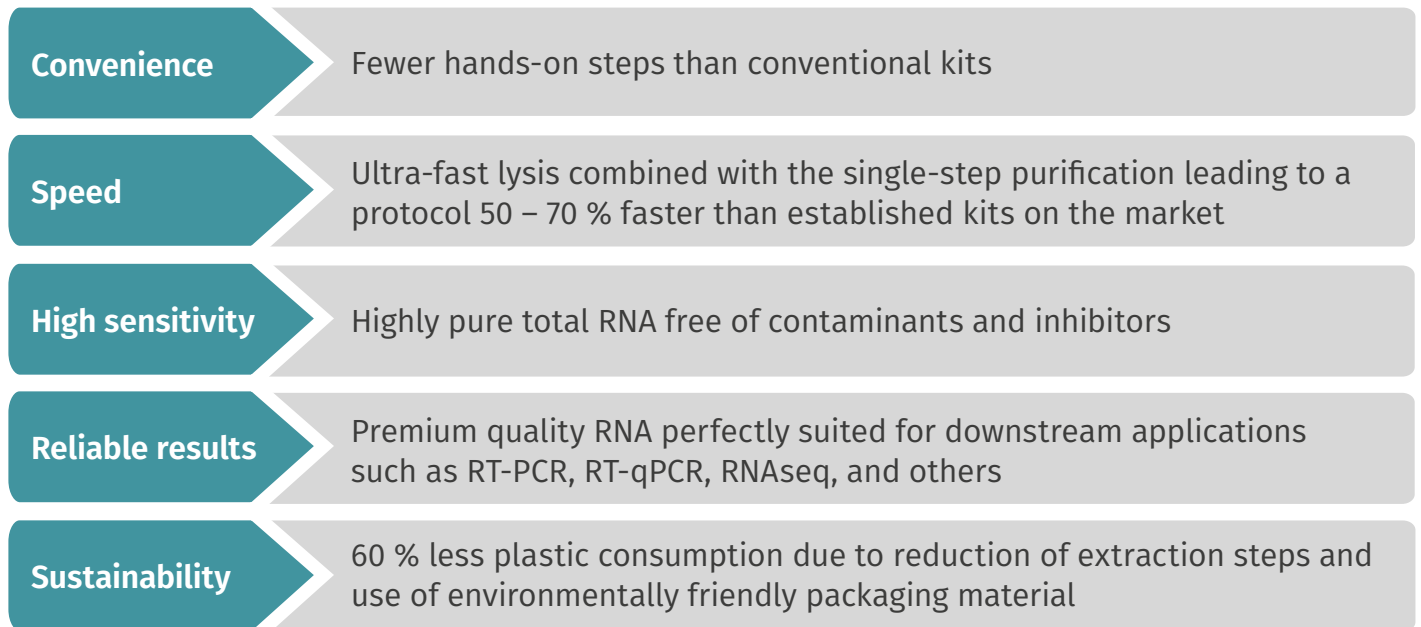 Convenience
Fewer hands-on steps than conventional kits
Speed
Ultra-fast lysis combined with the single-step purification leading to a
protocol 50 – 70 % faster than established kits on the market
High sensitivity
Highly pure total RNA free of contaminants and inhibitors
Reliable results
Premium quality RNA perfectly suited for downstream applications
such as RT-PCR, RT-qPCR, RNAseq, and others
Sustainability
60 % less plastic consumption due to reduction of extraction steps and
use of environmentally friendly packaging material